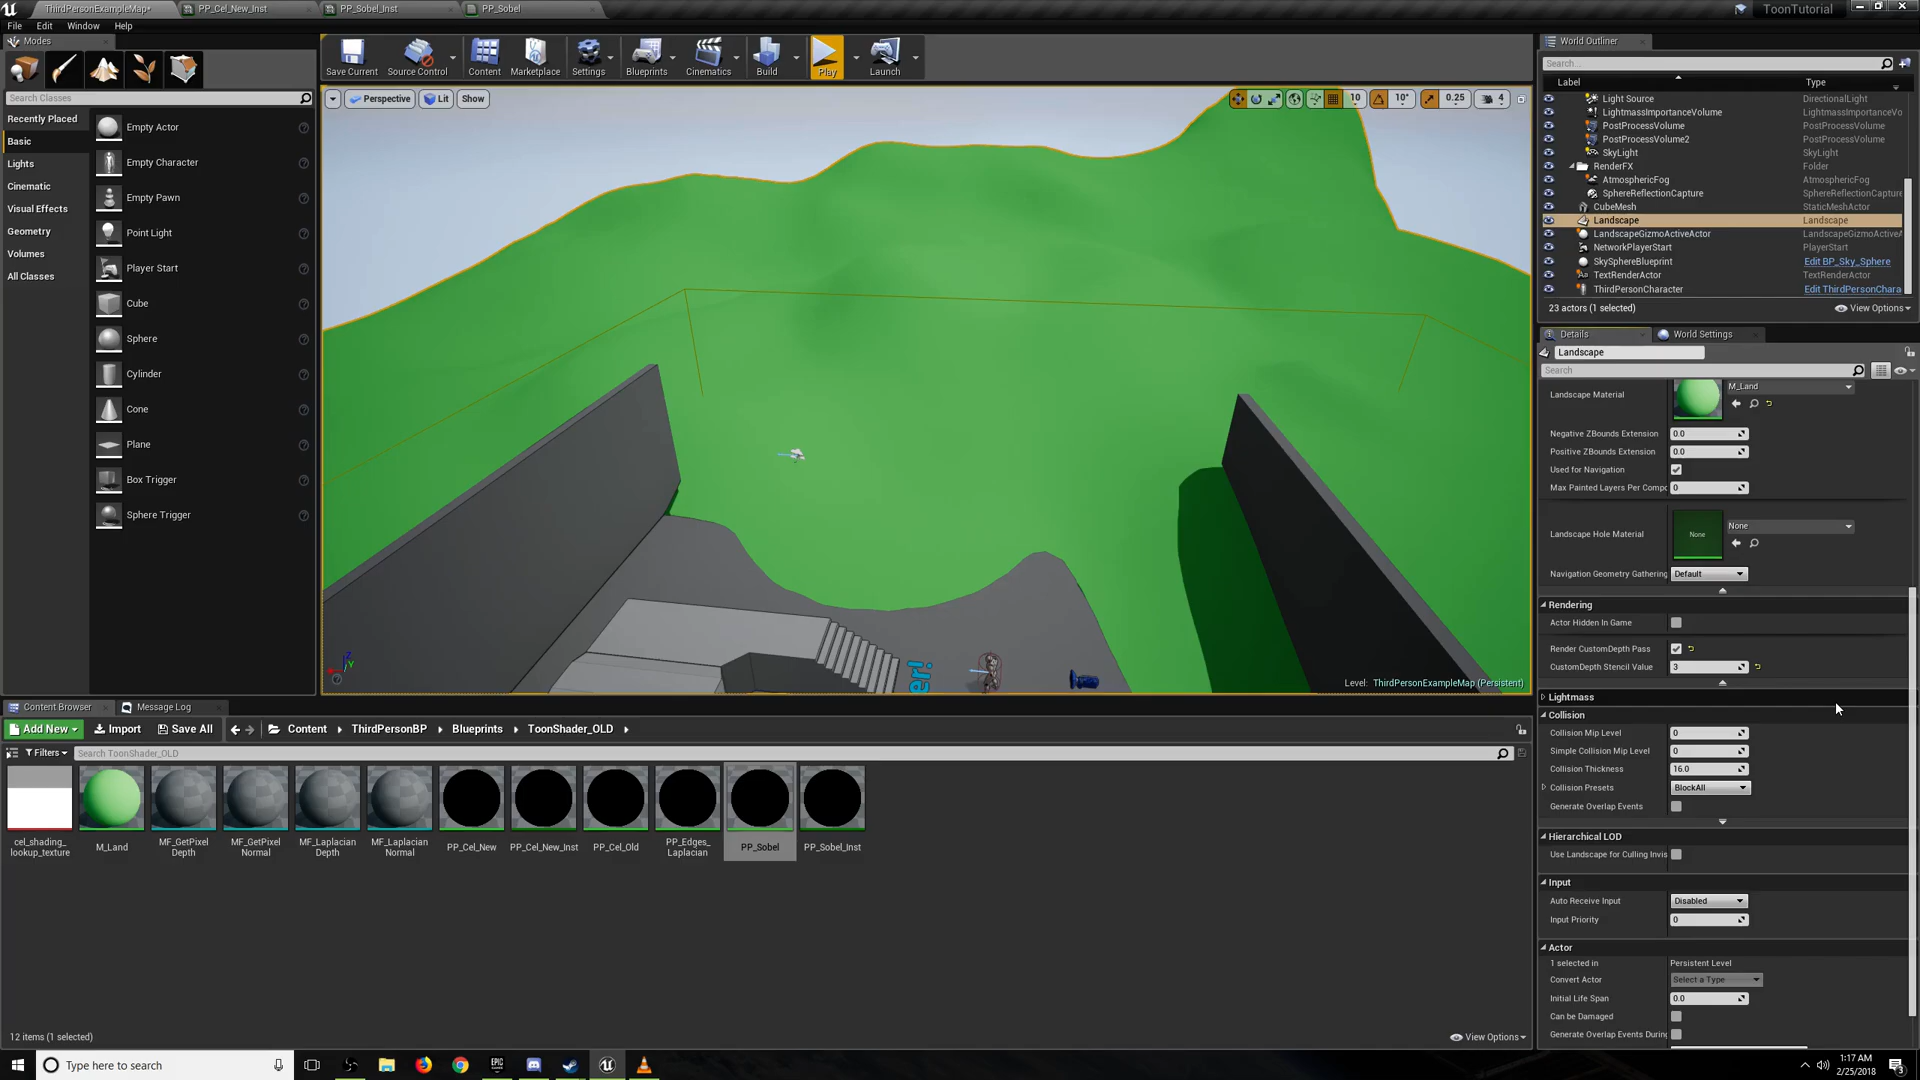 ThirdPersonExampleMap*
PP_Cel_New_Inst
PP_Sobel_Inst
PP_Sobel
ToonTutorial
File Edit Window Help
Modes
Search Classes
Recently Placed
Basic
Lights
Cinematic
Visual Effects
Geometry
Volumes
All Classes
Empty Actor
Empty Character
Empty Pawn
Point Light
Player Start
Cube
Sphere
Cylinder
Cone
Plane
Box Trigger
Sphere Trigger
Save Current
Source Control
Content
Marketplace
Settings
Blueprints
Cinematics
Build
Play
Launch
Perspective
Lit
Show
10
10°
0.25
4
er!
Level: ThirdPersonExampleMap (Persistent)
World Outliner
Search...
Label Type
Light Source DirectionalLight
LightmassImportanceVolume LightmassImportanceVo
PostProcessVolume PostProcessVolume
PostProcessVolume2 PostProcessVolume
SkyLight SkyLight
RenderFX Folder
AtmosphericFog AtmosphericFog
SphereReflectionCapture SphereReflectionCapture
CubeMesh StaticMeshActor
Landscape Landscape
LandscapeGizmoActiveActor LandscapeGizmoActiveA
NetworkPlayerStart PlayerStart
SkySphereBlueprint Edit BP_Sky_Sphere
TextRenderActor TextRenderActor
ThirdPersonCharacter Edit ThirdPersonChara
23 actors (1 selected)
View Options
Details
World Settings
Landscape
Search
Landscape Material M_Land
Negative ZBounds Extension 0.0
Positive ZBounds Extension 0.0
Used for Navigation
Max Painted Layers Per Compo 0
Landscape Hole Material None None
Navigation Geometry Gathering Default
Rendering
Actor Hidden In Game
Render CustomDepth Pass
CustomDepth Stencil Value 3
Lightmass
Collision
Collision Mip Level 0
Simple Collision Mip Level 0
Collision Thickness 16.0
Collision Presets BlockAll
Generate Overlap Events
Hierarchical LOD
Use Landscape for Culling Invis
Input
Auto Receive Input Disabled
Input Priority 0
Actor
1 selected in Persistent Level
Convert Actor Select a Type
Initial Life Span 0.0
Can be Damaged
Generate Overlap Events During
Content Browser
Message Log
Add New
Import
Save All
Content
ThirdPersonBP
Blueprints
ToonShader_OLD
Filters
Search ToonShader_OLD
cel_shading_
lookup_texture
M_Land
MF_GetPixel
Depth
MF_GetPixel
Normal
MF_Laplacian
Depth
MF_Laplacian
Normal
PP_Cel_New
PP_Cel_New_Inst
PP_Cel_Old
PP_Edges_
Laplacian
PP_Sobel
PP_Sobel_Inst
12 items (1 selected)
View Options
Type here to search
EPIC
GAMES
1:17 AM
2/25/2018
3